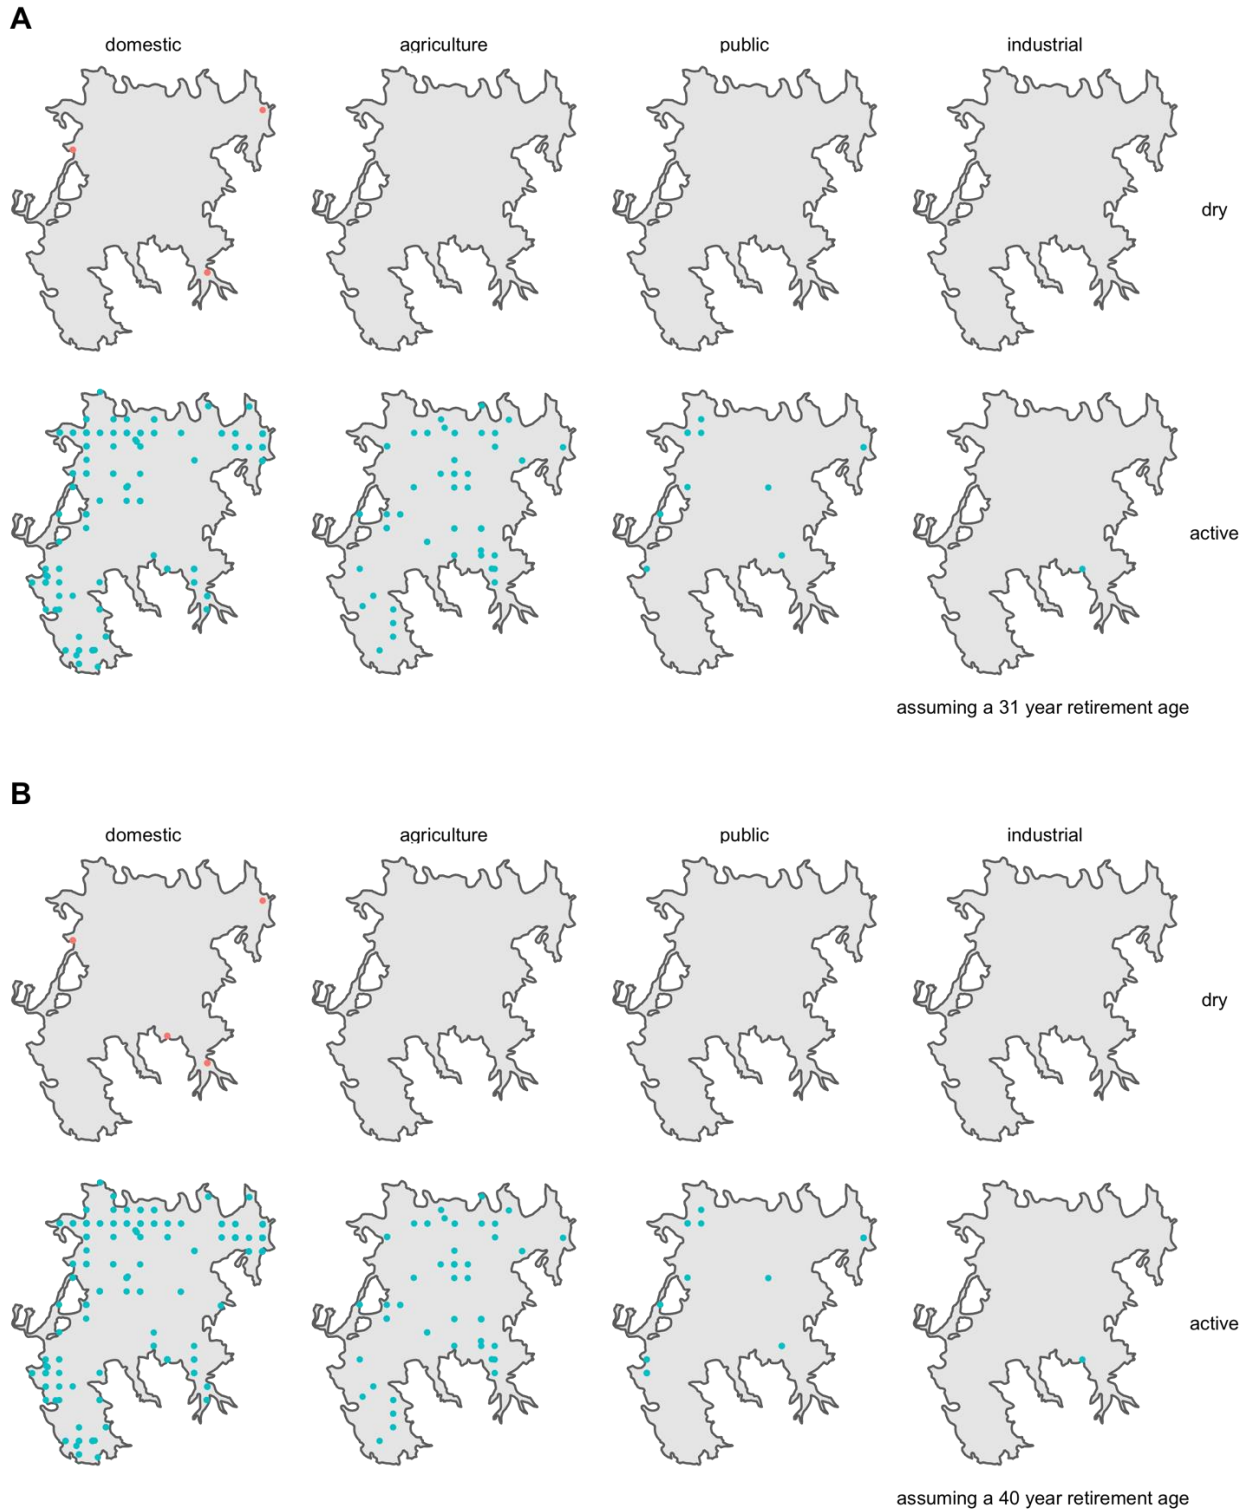 A
domestic agriculture public industrial
dry
active
assuming a 31 year retirement age
B
domestic agriculture public industrial
dry
active
assuming a 40 year retirement age